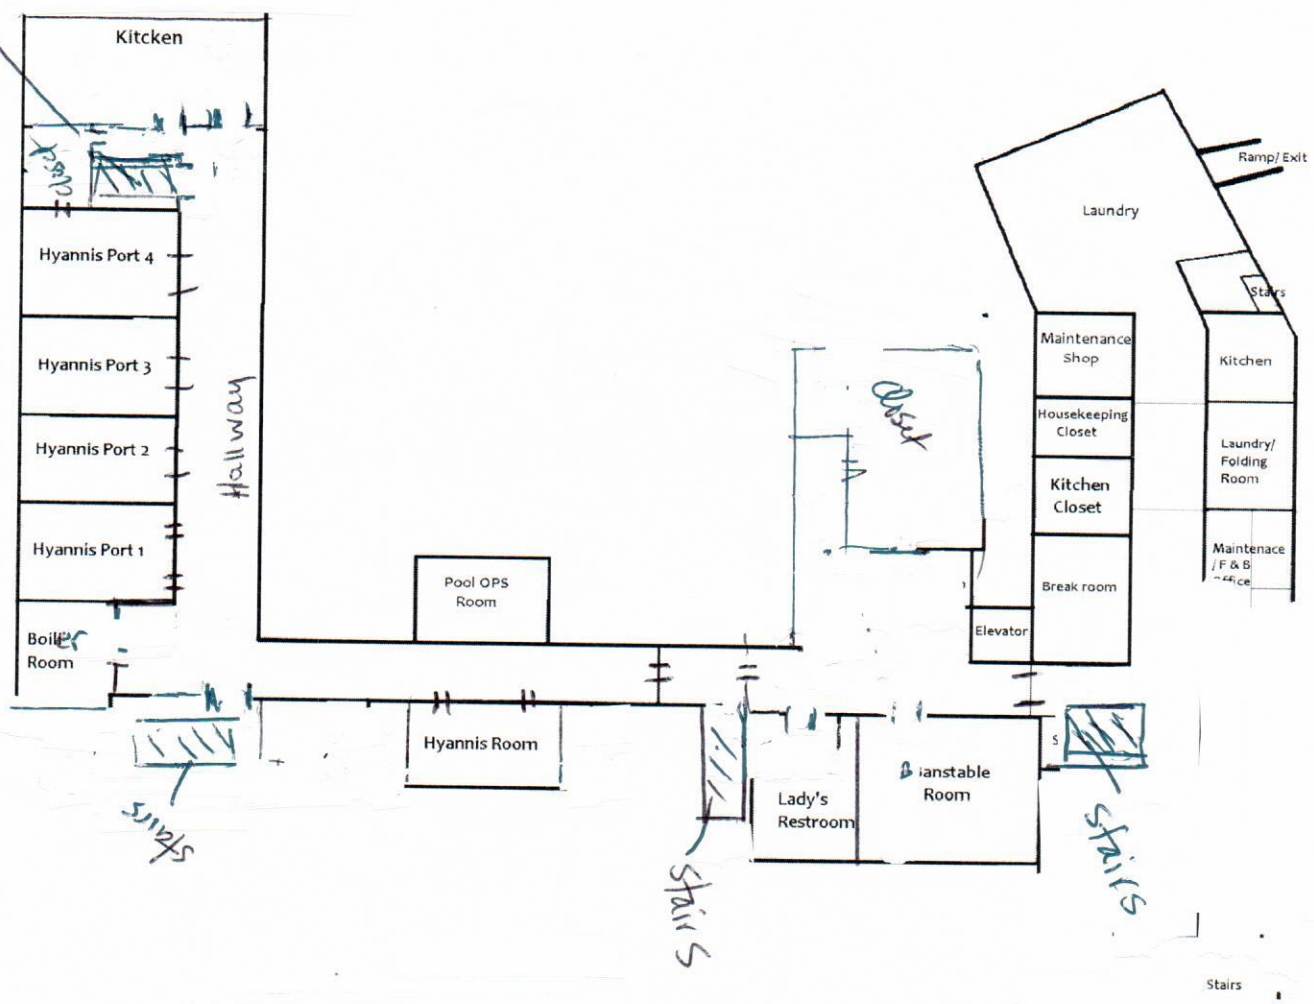 Kitcken
closet
Hyannis Port 4
Hyannis Port 3
Hyannis Port 2
Hyannis Port 1
Boiler
Room
Hallway
stairs
Pool OPS
Room
Hyannis Room
stairs
closet
Elevator
Lady's
Restroom
Banstable
Room
S
stairs
Laundry
Ramp/ Exit
Stairs
Maintenance
Shop
Housekeeping
Closet
Kitchen
Closet
Break room
Kitchen
Laundry/
Folding
Room
Maintenace
/ F & B
office
Stairs